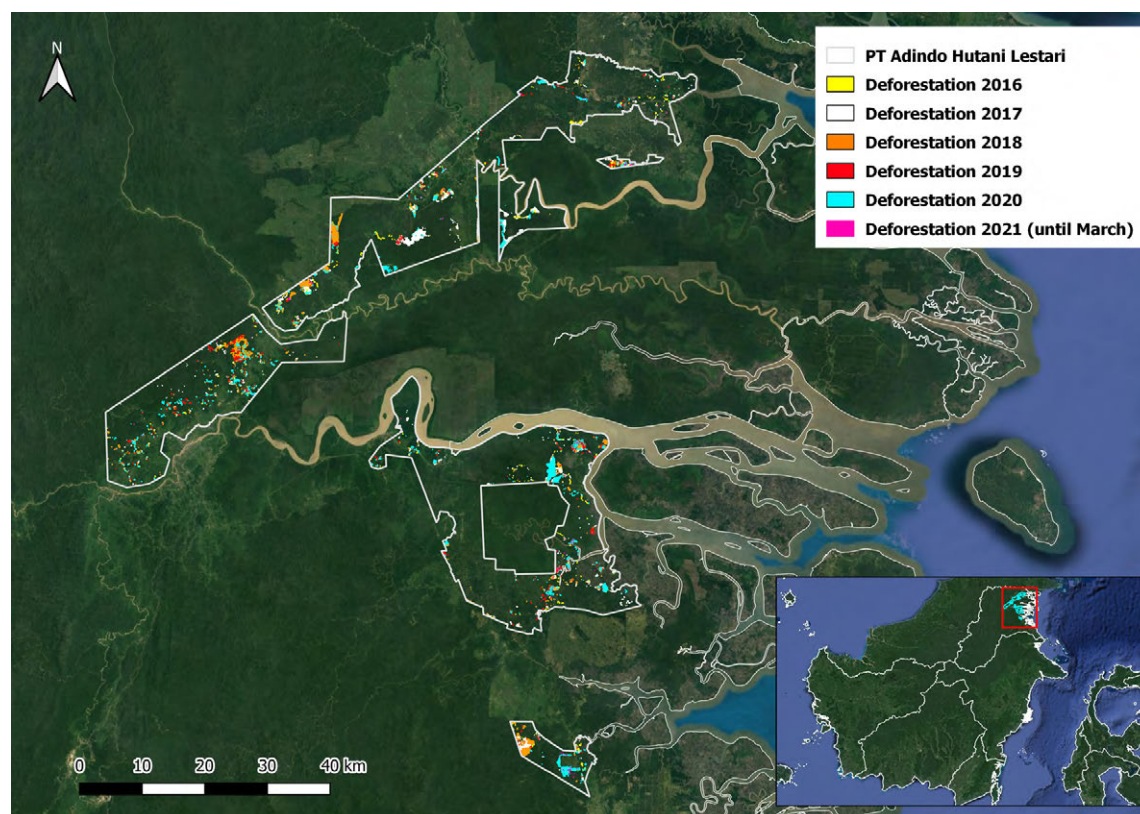 N
PT Adindo Hutani Lestari
Deforestation 2016
Deforestation 2017
Deforestation 2018
Deforestation 2019
Deforestation 2020
Deforestation 2021 (until March)
0 10 20 30 40 km